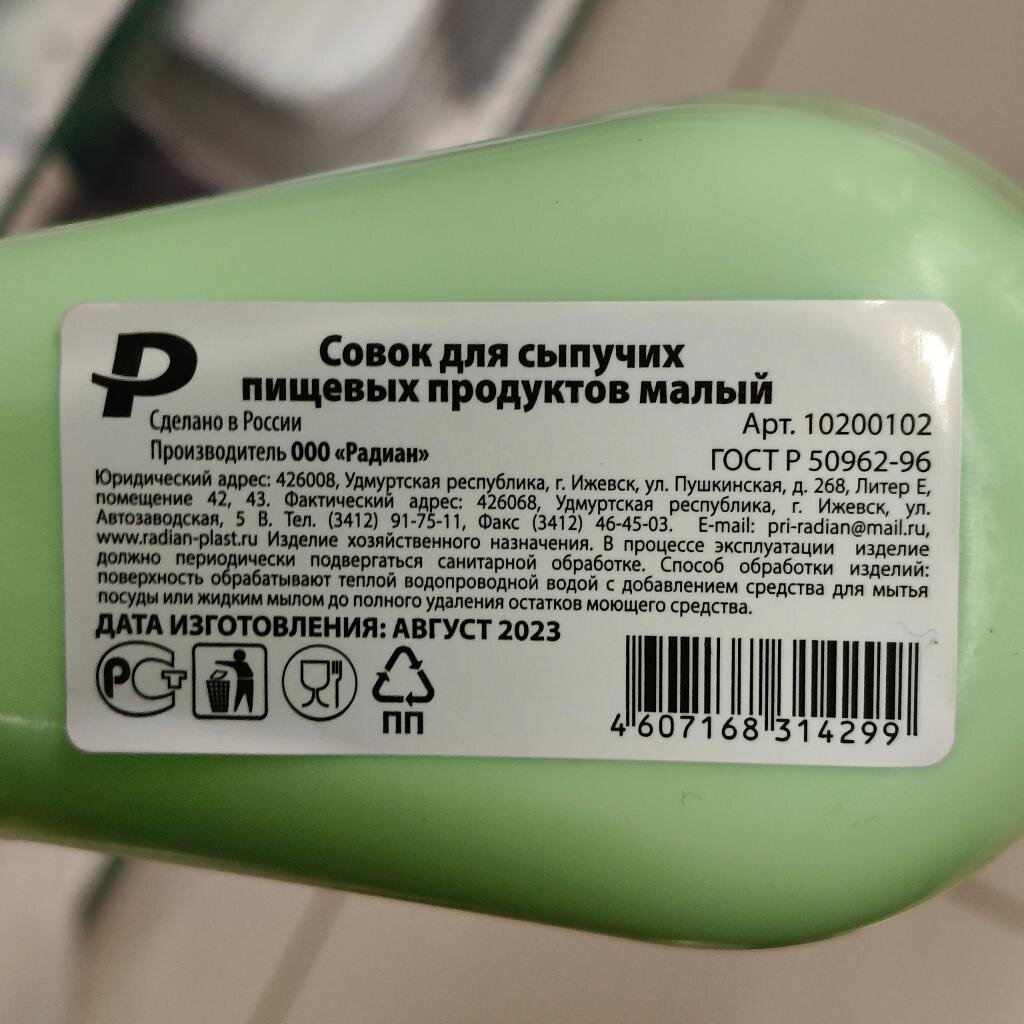 Р
Совок для сыпучих
пищевых продуктов малый
Сделано в России
Арт. 10200102
Производитель ООО «Радиан»
ГОСТ Р 50962-96
Юридический адрес: 426008, Удмуртская республика, г. Ижевск, ул. Пушкинская, д. 268, Литер Е,
помещение 42, 43. Фактический адрес: 426068, Удмуртская республика, г. Ижевск, ул.
Автозаводская, 5 В. Тел. (3412) 91-75-11, Факс (3412) 46-45-03. E-mail: pri-radian@mail.ru,
www.radian-plast.ru Изделие хозяйственного назначения. В процессе эксплуатации изделие
должно периодически подвергаться санитарной обработке. Способ обработки изделий:
поверхность обрабатывают теплой водопроводной водой с добавлением средства для мытья
посуды или жидким мылом до полного удаления остатков моющего средства.
ДАТА ИЗГОТОВЛЕНИЯ: АВГУСТ 2023
РСТ
ПП
4 607168 314299